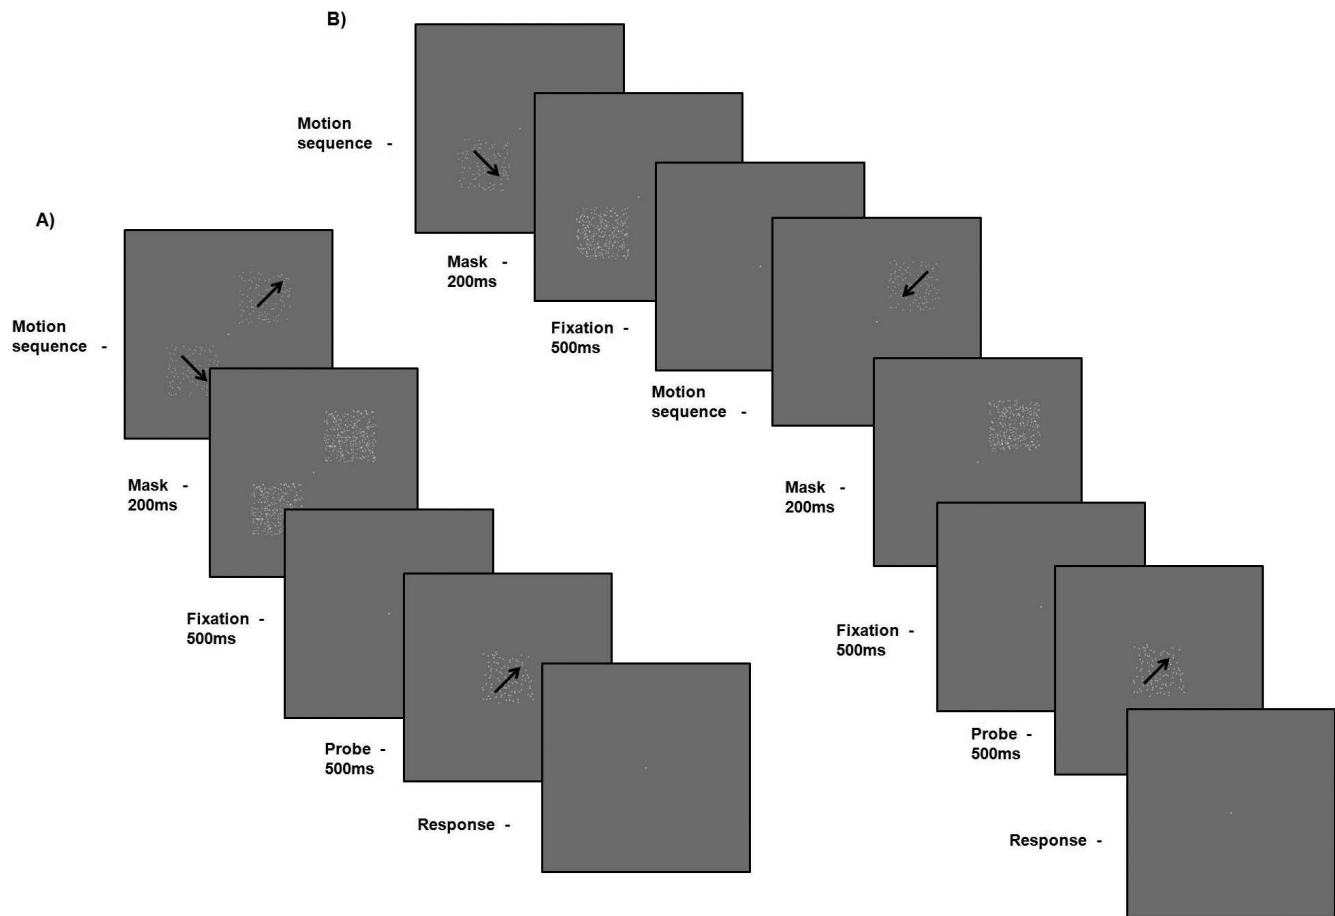 A)
Motion
sequence -
Mask -
200ms
Fixation -
500ms
Probe -
500ms
Response -
B)
Motion
sequence -
Mask -
200ms
Fixation -
500ms
Motion
sequence -
Mask -
200ms
Fixation -
500ms
Probe -
500ms
Response -